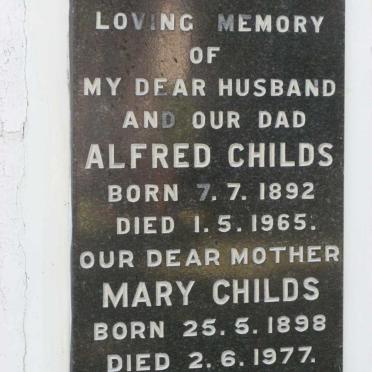 LOVING MEMORY
OF
MY DEAR HUSBAND
AND OUR DAD
ALFRED CHILDS
BORN 7.7.1892
DIED 1.5.1965.
OUR DEAR MOTHER
MARY CHILDS
BORN 25.5.1898
DIED 2.6.1977.